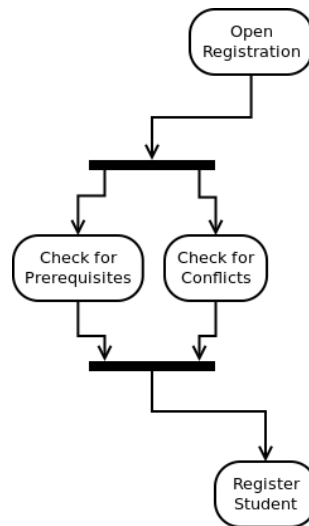 Open
Registration
Check for
Prerequisites
Check for
Conflicts
Register
Student